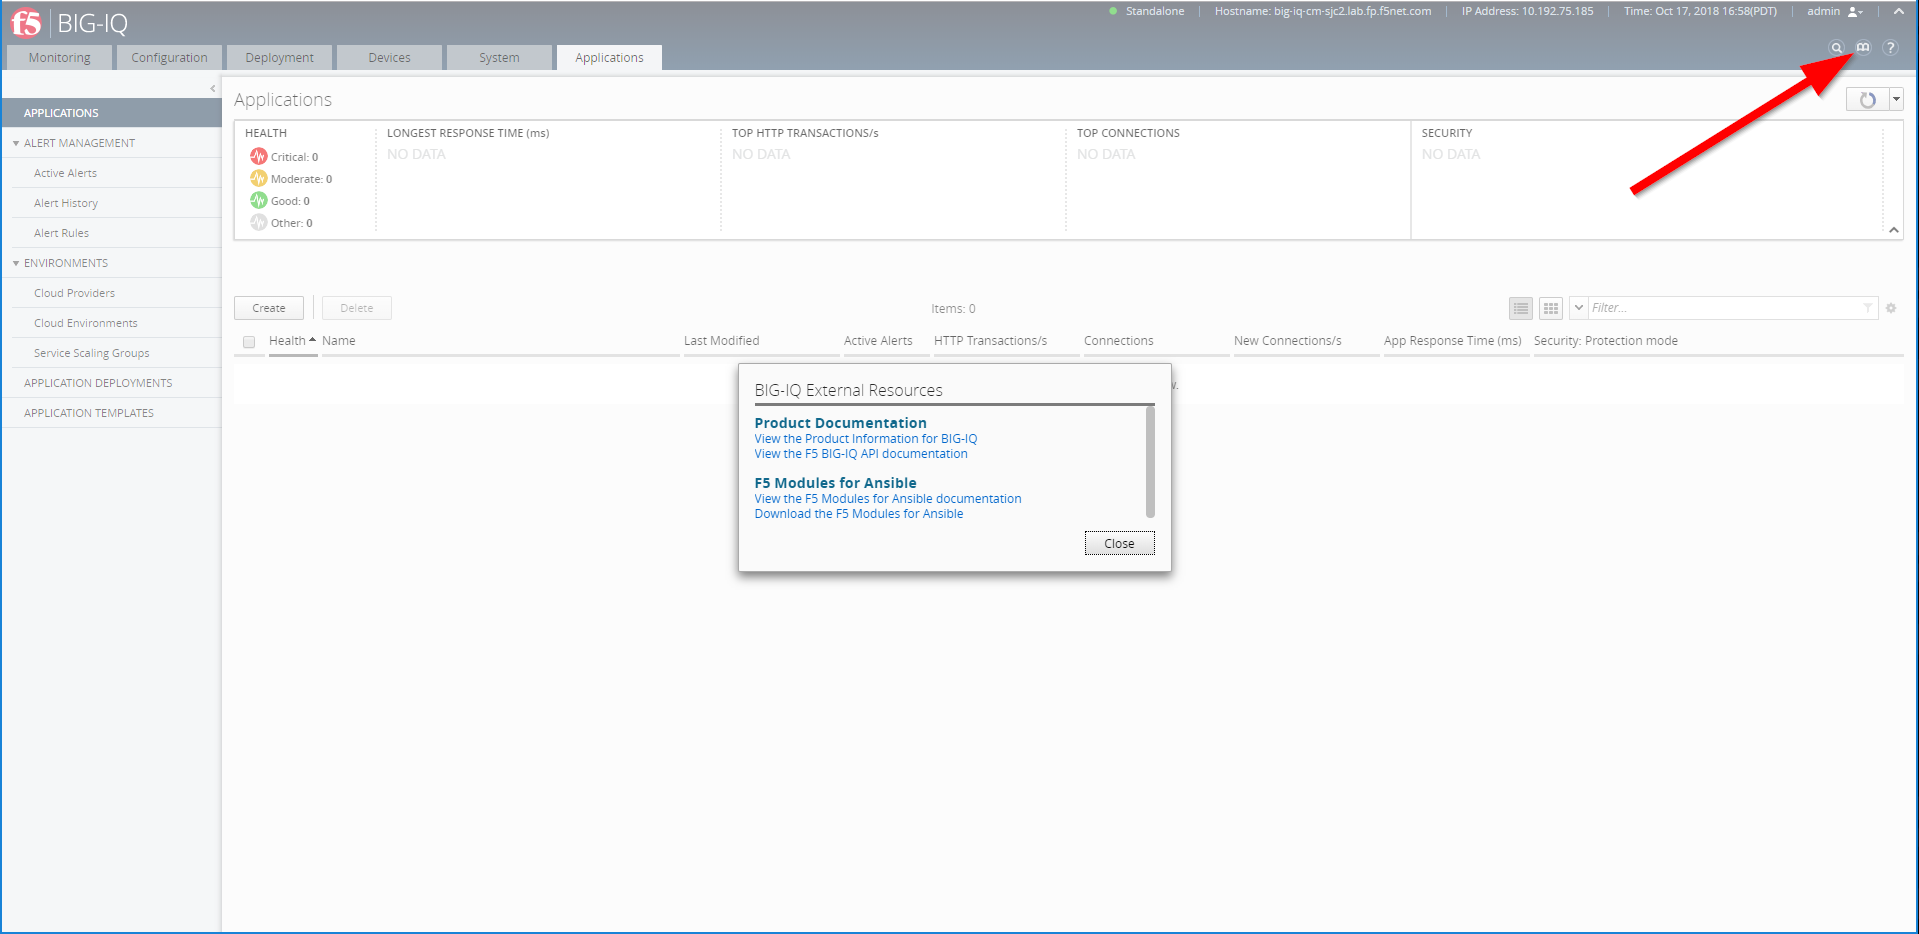 f5 BIG-IQ
Standalone Hostname: big-iq-cm-sjc2.lab.fp.f5net.com IP Address: 10.192.75.185 Time: Oct 17, 2018 16:58(PDT) admin
Monitoring Configuration Deployment Devices System Applications
?
APPLICATIONS
ALERT MANAGEMENT
Active Alerts
Alert History
Alert Rules
ENVIRONMENTS
Cloud Providers
Cloud Environments
Service Scaling Groups
APPLICATION DEPLOYMENTS
APPLICATION TEMPLATES
Applications
HEALTH
Critical: 0
Moderate: 0
Good: 0
Other: 0
LONGEST RESPONSE TIME (ms)
NO DATA
TOP HTTP TRANSACTIONS/s
NO DATA
TOP CONNECTIONS
NO DATA
SECURITY
NO DATA
Create Delete Items: 0 Filter...
Health Name Last Modified Active Alerts HTTP Transactions/s Connections New Connections/s App Response Time (ms) Security: Protection mode
BIG-IQ External Resources
Product Documentation
View the Product Information for BIG-IQ
View the F5 BIG-IQ API documentation
F5 Modules for Ansible
View the F5 Modules for Ansible documentation
Download the F5 Modules for Ansible
Close